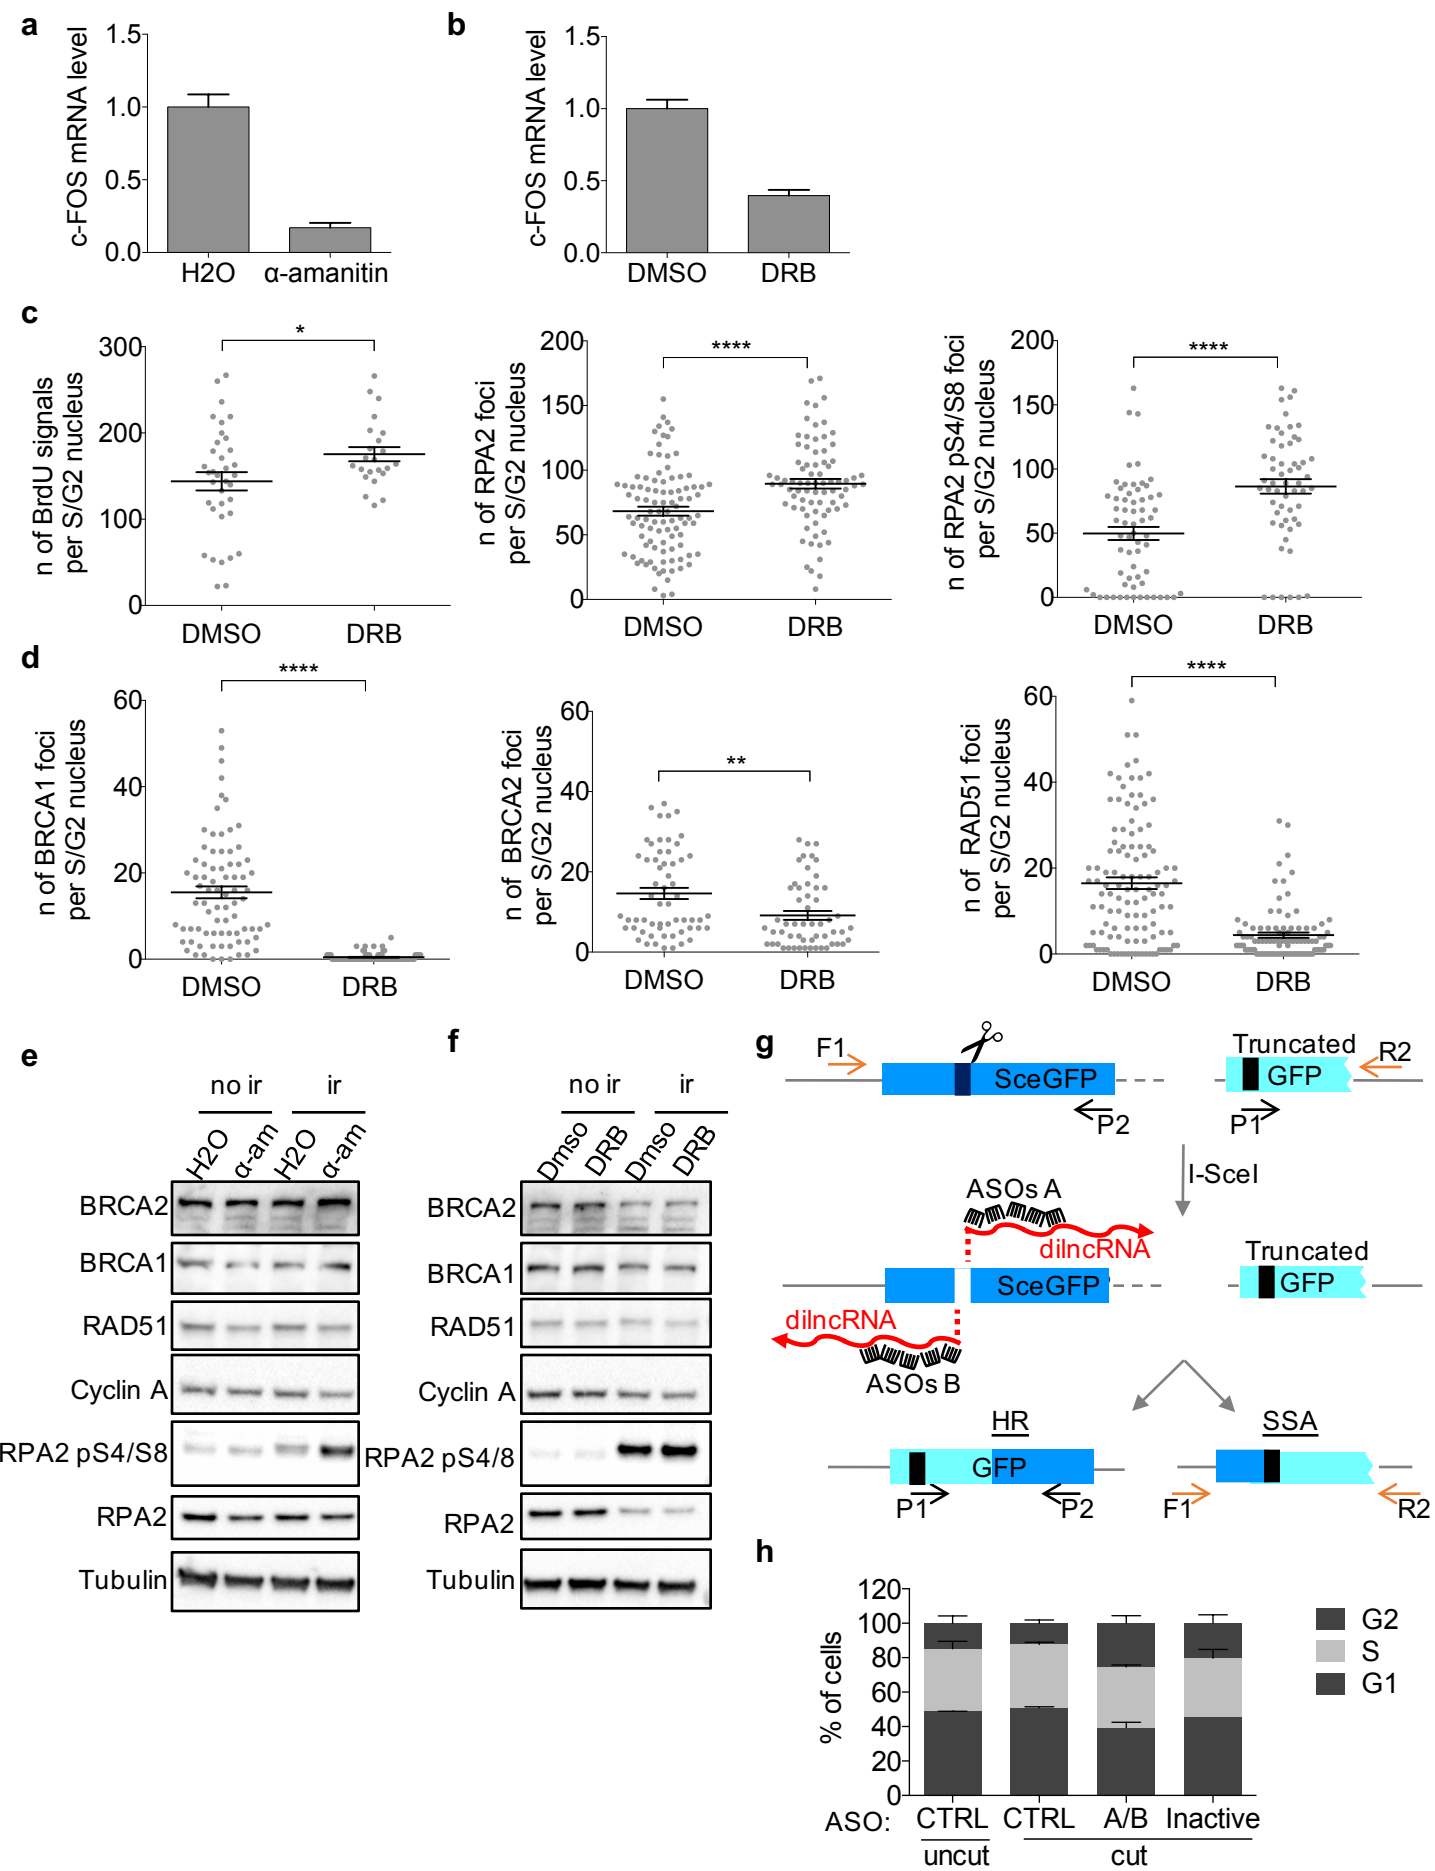 a
c-FOS mRNA level
1.5
1.0
0.5
0.0
H2O α-amanitin
b
c-FOS mRNA level
1.5
1.0
0.5
0.0
DMSO DRB
c
n of BrdU signals
per S/G2 nucleus
300
200
100
0
*
DMSO DRB
n of RPA2 foci
per S/G2 nucleus
200
150
100
50
0
****
DMSO DRB
n of RPA2 pS4/S8 foci
per S/G2 nucleus
200
150
100
50
0
****
DMSO DRB
d
n of BRCA1 foci
per S/G2 nucleus
60
40
20
0
****
DMSO DRB
n of BRCA2 foci
per S/G2 nucleus
60
40
20
0
**
DMSO DRB
n of RAD51 foci
per S/G2 nucleus
60
40
20
0
****
DMSO DRB
e
no ir ir
H2O α-am H2O α-am
BRCA2
BRCA1
RAD51
Cyclin A
RPA2 pS4/S8
RPA2
Tubulin
f
no ir ir
Dmso DRB Dmso DRB
BRCA2
BRCA1
RAD51
Cyclin A
RPA2 pS4/8
RPA2
Tubulin
g
F1
SceGFP
P2
Truncated
GFP
R2
P1
I-SceI
ASOs A
dilncRNA
SceGFP
Truncated
GFP
dilncRNA
ASOs B
HR
SSA
GFP
P1 P2
F1 R2
h
% of cells
120
100
80
60
40
20
0
G2
S
G1
ASO: CTRL CTRL A/B Inactive
uncut cut